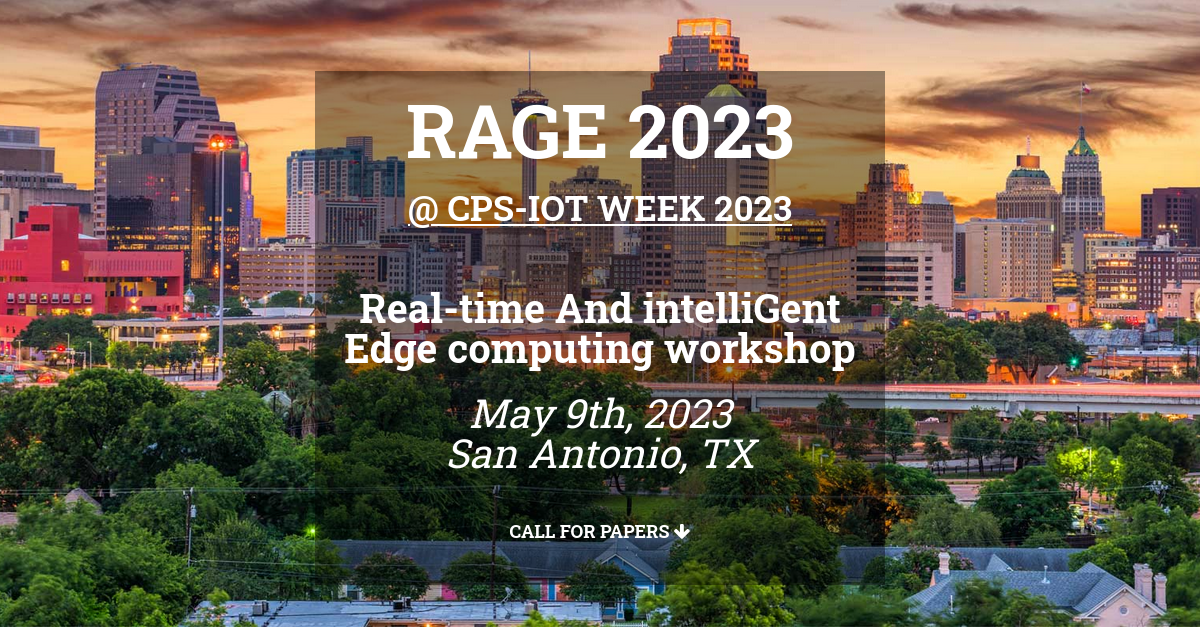 RAGE 2023
@ CPS-IOT WEEK 2023
Real-time And intelliGent
Edge computing workshop
May 9th, 2023
San Antonio, TX
CALL FOR PAPERS